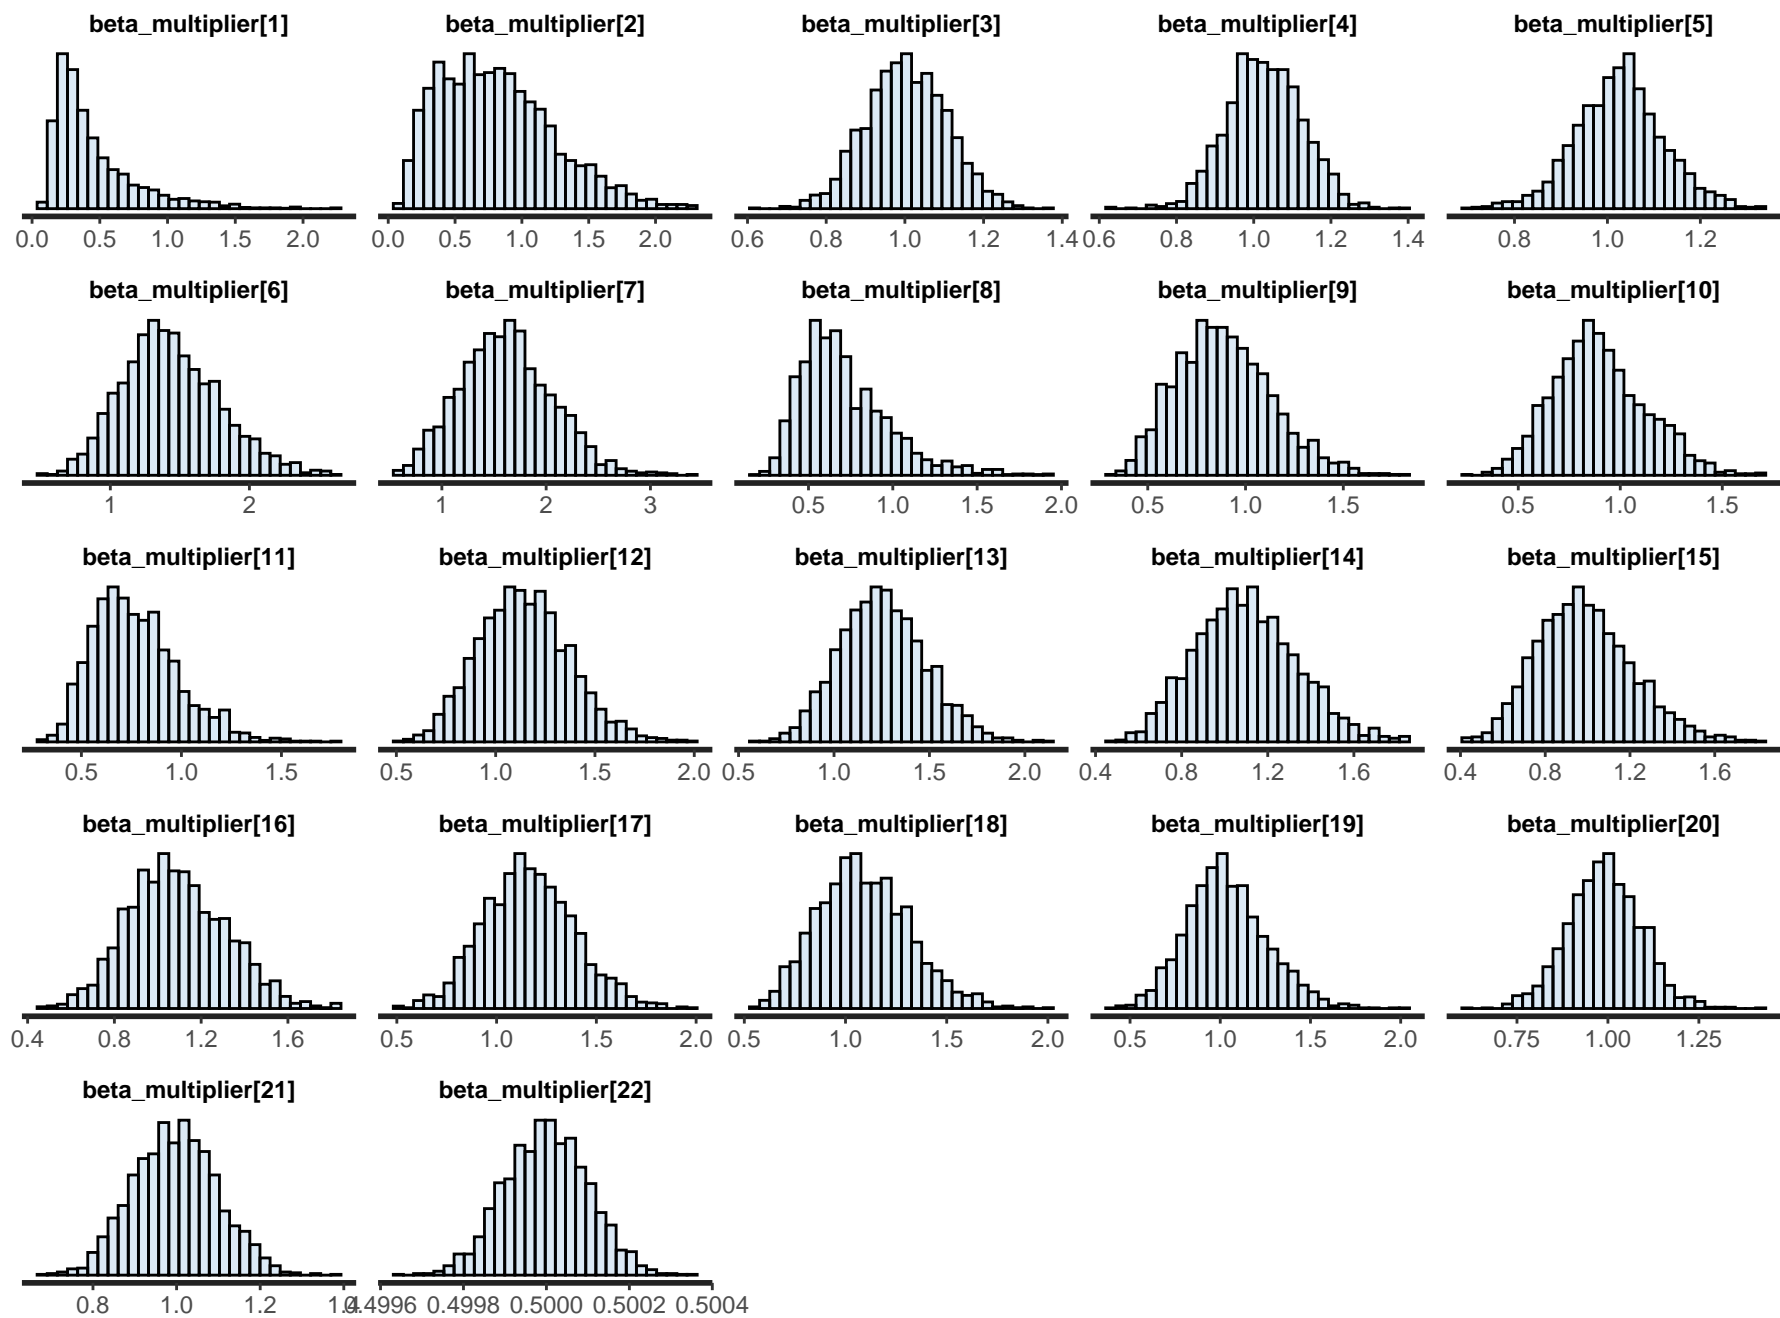 beta_multiplier[1] beta_multiplier[2] beta_multiplier[3] beta_multiplier[4] beta_multiplier[5]
0.0 0.5 1.0 1.5 2.0 0.0 0.5 1.0 1.5 2.0 0.6 0.8 1.0 1.2 1.4 0.6 0.8 1.0 1.2 1.4 0.8 1.0 1.2
beta_multiplier[6] beta_multiplier[7] beta_multiplier[8] beta_multiplier[9] beta_multiplier[10]
1 2 1 2 3 0.5 1.0 1.5 2.0 0.5 1.0 1.5 0.5 1.0 1.5
beta_multiplier[11] beta_multiplier[12] beta_multiplier[13] beta_multiplier[14] beta_multiplier[15]
0.5 1.0 1.5 0.5 1.0 1.5 2.0 0.5 1.0 1.5 2.0 0.4 0.8 1.2 1.6 0.4 0.8 1.2 1.6
beta_multiplier[16] beta_multiplier[17] beta_multiplier[18] beta_multiplier[19] beta_multiplier[20]
0.4 0.8 1.2 1.6 0.5 1.0 1.5 2.0 0.5 1.0 1.5 2.0 0.5 1.0 1.5 2.0 0.75 1.00 1.25
beta_multiplier[21] beta_multiplier[22]
0.8 1.0 1.2 1.4 0.4996 0.4998 0.5000 0.5002 0.5004